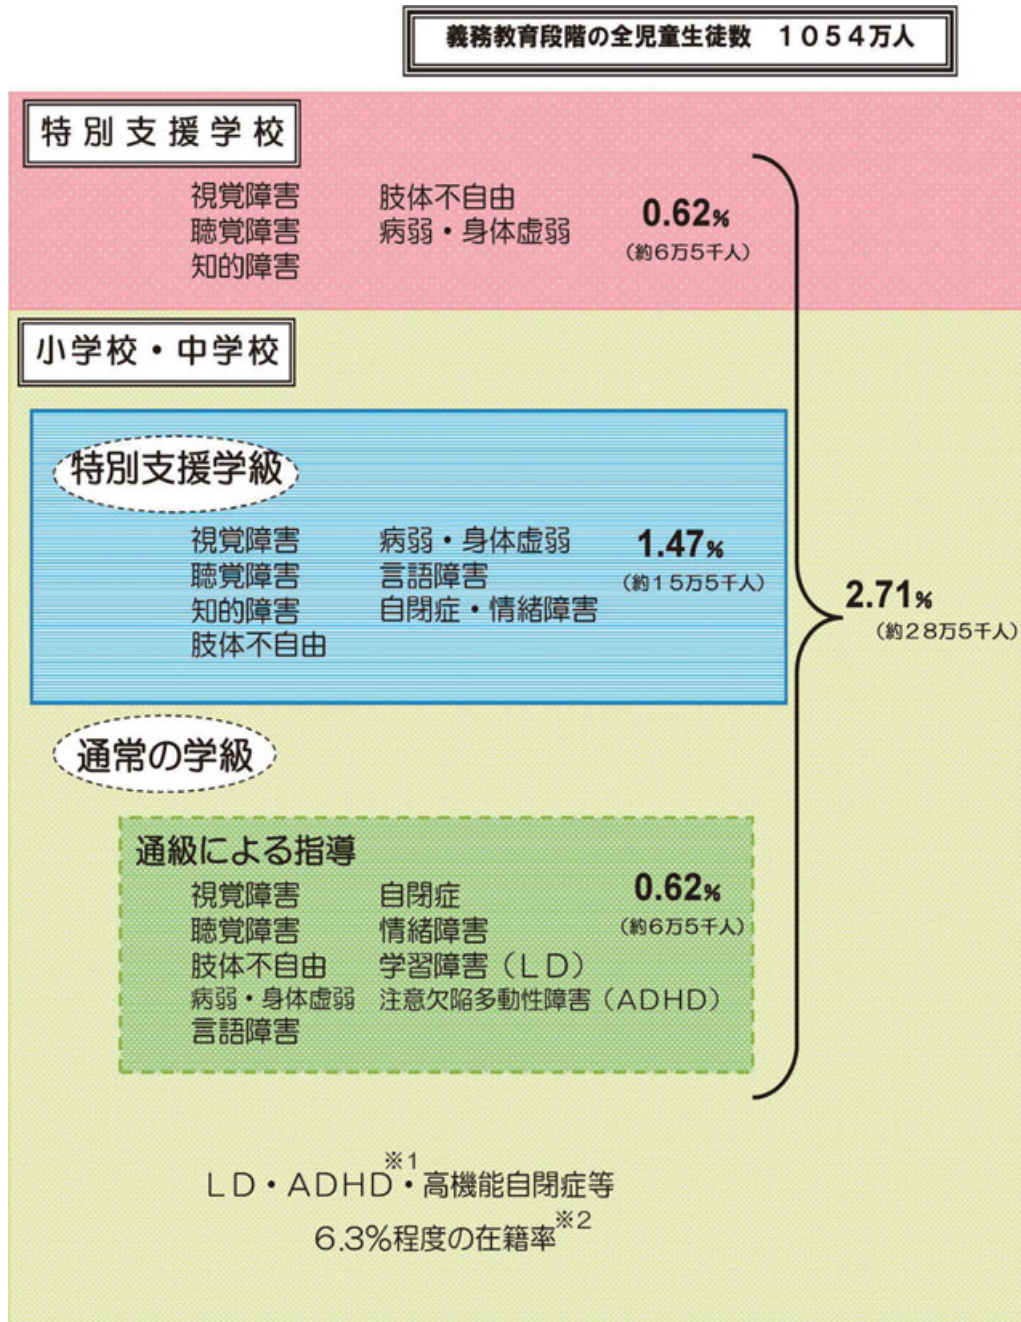 義務教育段階の全児童生徒数　１０５４万人
特別支援学校
視覚障害　肢体不自由
聴覚障害　病弱・身体虚弱
知的障害
0.62%
（約６万５千人）
小学校・中学校
特別支援学級
視覚障害　病弱・身体虚弱
聴覚障害　言語障害
知的障害　自閉症・情緒障害
肢体不自由
1.47%
（約１５万５千人）
2.71%
（約２８万５千人）
通常の学級
通級による指導
視覚障害　自閉症
聴覚障害　情緒障害
肢体不自由　学習障害（ＬＤ）
病弱・身体虚弱　注意欠陥多動性障害（ＡＤＨＤ）
言語障害
0.62%
（約６万５千人）
ＬＤ・ＡＤＨＤ※1・高機能自閉症等
6.3%程度の在籍率※2